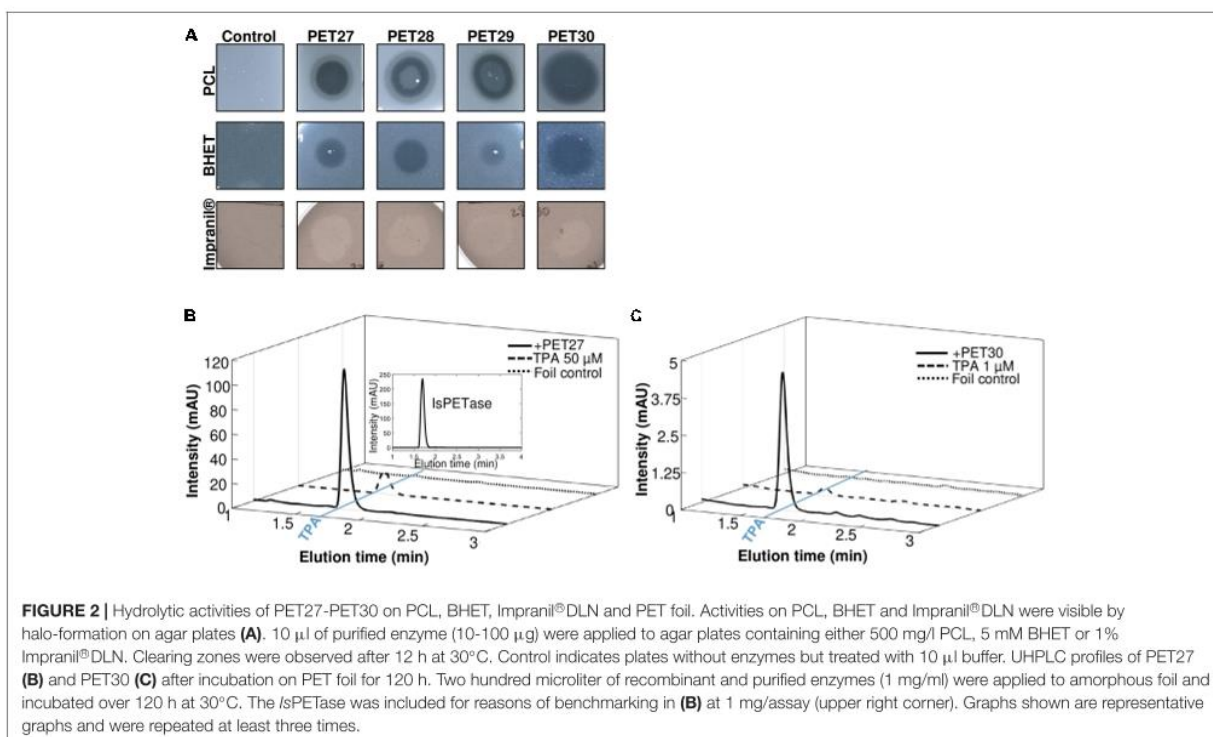 A
Control PET27 PET28 PET29 PET30
PCL
BHET
Impranil®
B
+PET27
TPA 50 µM
Foil control
120
100
80
60
40
20
0
Intensity (mAU)
250
200
150
100
50
0
Intensity (mAU)
IsPETase
1 1.5 2 2.5 3 3.5 4
Elution time (min)
1 1.5 2 2.5 3
TPA
Elution time (min)
C
+PET30
TPA 1 µM
Foil control
5
3.75
2.5
1.25
0
Intensity (mAU)
1 1.5 2 2.5 3
TPA
Elution time (min)
FIGURE 2 | Hydrolytic activities of PET27-PET30 on PCL, BHET, Impranil®DLN and PET foil. Activities on PCL, BHET and Impranil®DLN were visible by
halo-formation on agar plates (A). 10 µl of purified enzyme (10-100 µg) were applied to agar plates containing either 500 mg/l PCL, 5 mM BHET or 1%
Impranil®DLN. Clearing zones were observed after 12 h at 30°C. Control indicates plates without enzymes but treated with 10 µl buffer. UHPLC profiles of PET27
(B) and PET30 (C) after incubation on PET foil for 120 h. Two hundred microliter of recombinant and purified enzymes (1 mg/ml) were applied to amorphous foil and
incubated over 120 h at 30°C. The IsPETase was included for reasons of benchmarking in (B) at 1 mg/assay (upper right corner). Graphs shown are representative
graphs and were repeated at least three times.